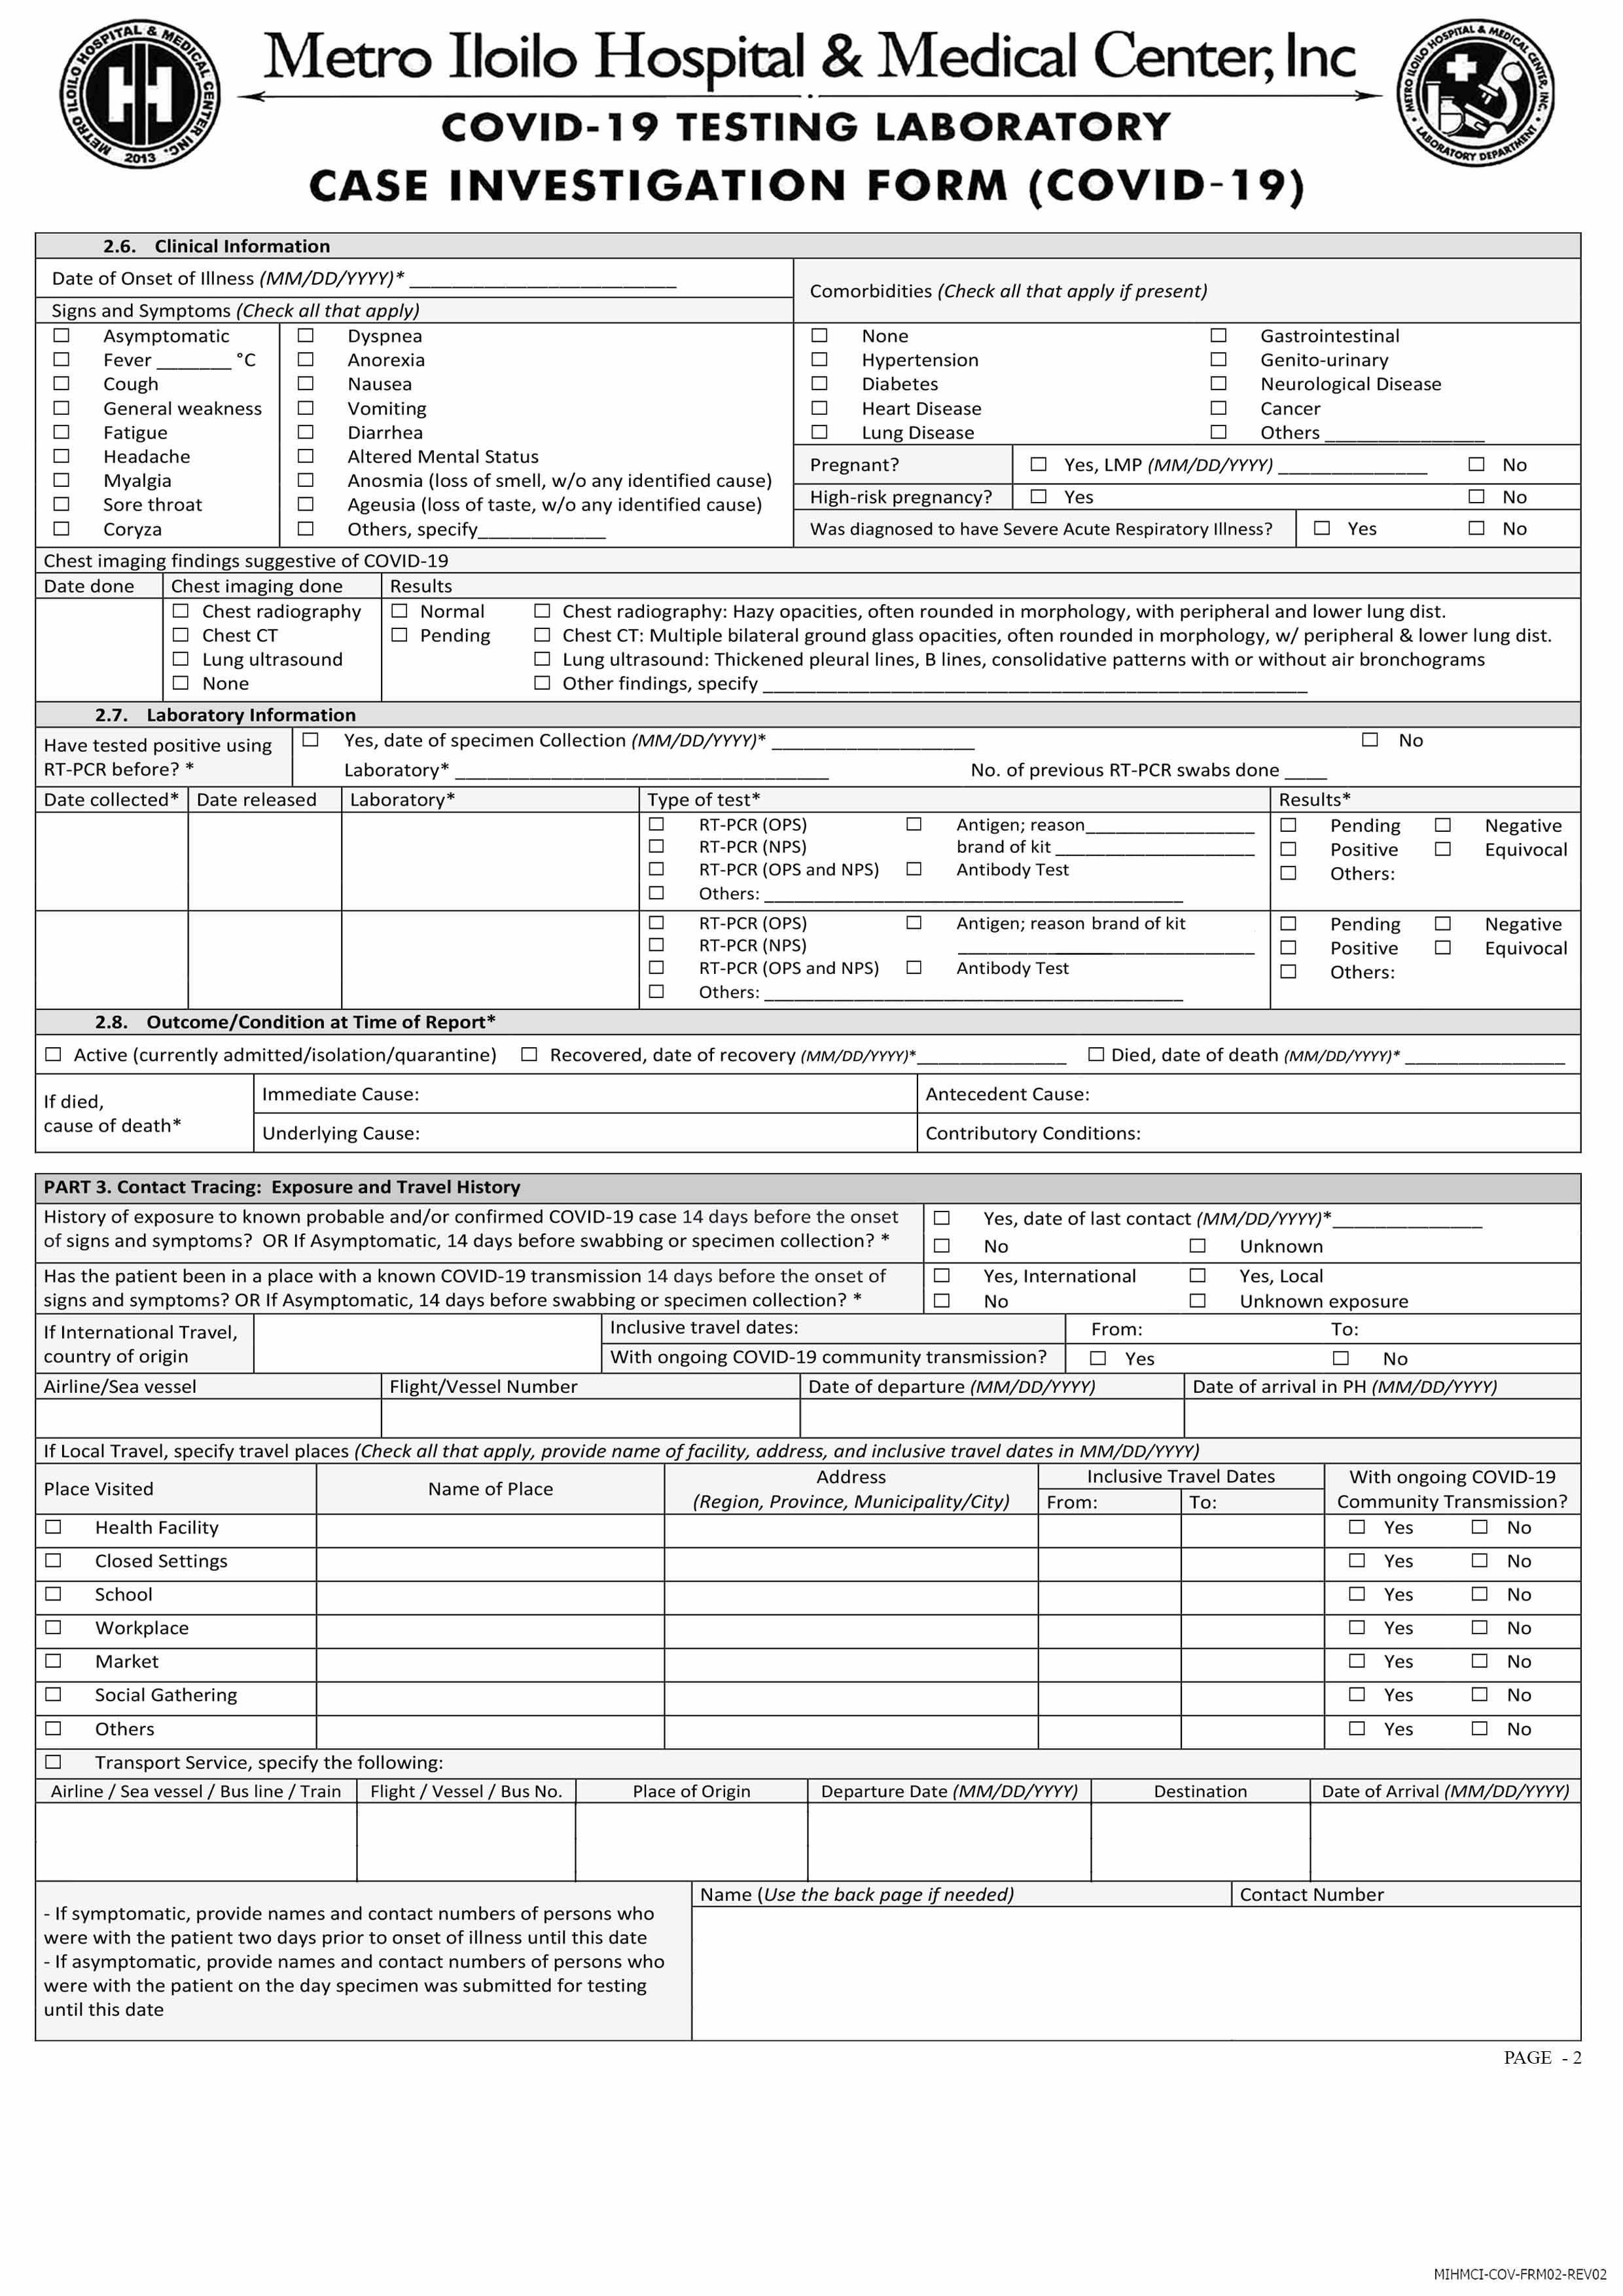 METRO ILOILO HOSPITAL & MEDICAL CENTER INC. 2013
Metro Iloilo Hospital & Medical Center, Inc
METRO ILOILO HOSPITAL & MEDICAL CENTER, INC. LABORATORY DEPARTMENT
COVID-19 TESTING LABORATORY
CASE INVESTIGATION FORM (COVID-19)
2.6. Clinical Information
Date of Onset of Illness (MM/DD/YYYY)* ____________
Comorbidities (Check all that apply if present)
Signs and Symptoms (Check all that apply)
☐ Asymptomatic ☐ Dyspnea ☐ None ☐ Gastrointestinal
☐ Fever _______ °C ☐ Anorexia ☐ Hypertension ☐ Genito-urinary
☐ Cough ☐ Nausea ☐ Diabetes ☐ Neurological Disease
☐ General weakness ☐ Vomiting ☐ Heart Disease ☐ Cancer
☐ Fatigue ☐ Diarrhea ☐ Lung Disease ☐ Others ____________
☐ Headache ☐ Altered Mental Status Pregnant? ☐ Yes, LMP (MM/DD/YYYY) ____________ ☐ No
☐ Myalgia ☐ Anosmia (loss of smell, w/o any identified cause)
☐ Sore throat ☐ Ageusia (loss of taste, w/o any identified cause) High-risk pregnancy? ☐ Yes ☐ No
☐ Coryza ☐ Others, specify____________ Was diagnosed to have Severe Acute Respiratory Illness? ☐ Yes ☐ No
Chest imaging findings suggestive of COVID-19
Date done Chest imaging done Results
☐ Chest radiography ☐ Normal ☐ Chest radiography: Hazy opacities, often rounded in morphology, with peripheral and lower lung dist.
☐ Chest CT ☐ Pending ☐ Chest CT: Multiple bilateral ground glass opacities, often rounded in morphology, w/ peripheral & lower lung dist.
☐ Lung ultrasound ☐ Lung ultrasound: Thickened pleural lines, B lines, consolidative patterns with or without air bronchograms
☐ None ☐ Other findings, specify ____________
2.7. Laboratory Information
Have tested positive using ☐ Yes, date of specimen Collection (MM/DD/YYYY)* ____________ ☐ No
RT-PCR before? * Laboratory* ____________ No. of previous RT-PCR swabs done ____
Date collected* Date released Laboratory* Type of test* Results*
☐ RT-PCR (OPS) ☐ Antigen; reason____________ ☐ Pending ☐ Negative
☐ RT-PCR (NPS) brand of kit ____________ ☐ Positive ☐ Equivocal
☐ RT-PCR (OPS and NPS) ☐ Antibody Test ☐ Others:
☐ Others: ____________
☐ RT-PCR (OPS) ☐ Antigen; reason brand of kit ☐ Pending ☐ Negative
☐ RT-PCR (NPS) ____________ ☐ Positive ☐ Equivocal
☐ RT-PCR (OPS and NPS) ☐ Antibody Test ☐ Others:
☐ Others: ____________
2.8. Outcome/Condition at Time of Report*
☐ Active (currently admitted/isolation/quarantine) ☐ Recovered, date of recovery (MM/DD/YYYY)*____________ ☐ Died, date of death (MM/DD/YYYY)* ____________
If died,
cause of death*
Immediate Cause: Antecedent Cause:
Underlying Cause: Contributory Conditions:
PART 3. Contact Tracing: Exposure and Travel History
History of exposure to known probable and/or confirmed COVID-19 case 14 days before the onset ☐ Yes, date of last contact (MM/DD/YYYY)*____________
of signs and symptoms? OR If Asymptomatic, 14 days before swabbing or specimen collection? * ☐ No ☐ Unknown
Has the patient been in a place with a known COVID-19 transmission 14 days before the onset of ☐ Yes, International ☐ Yes, Local
signs and symptoms? OR If Asymptomatic, 14 days before swabbing or specimen collection? * ☐ No ☐ Unknown exposure
If International Travel, Inclusive travel dates: From: To:
country of origin With ongoing COVID-19 community transmission? ☐ Yes ☐ No
Airline/Sea vessel Flight/Vessel Number Date of departure (MM/DD/YYYY) Date of arrival in PH (MM/DD/YYYY)
If Local Travel, specify travel places (Check all that apply, provide name of facility, address, and inclusive travel dates in MM/DD/YYYY)
Place Visited Name of Place Address Inclusive Travel Dates With ongoing COVID-19
(Region, Province, Municipality/City) From: To: Community Transmission?
☐ Health Facility ☐ Yes ☐ No
☐ Closed Settings ☐ Yes ☐ No
☐ School ☐ Yes ☐ No
☐ Workplace ☐ Yes ☐ No
☐ Market ☐ Yes ☐ No
☐ Social Gathering ☐ Yes ☐ No
☐ Others ☐ Yes ☐ No
☐ Transport Service, specify the following:
Airline / Sea vessel / Bus line / Train Flight / Vessel / Bus No. Place of Origin Departure Date (MM/DD/YYYY) Destination Date of Arrival (MM/DD/YYYY)
Name (Use the back page if needed) Contact Number
- If symptomatic, provide names and contact numbers of persons who
were with the patient two days prior to onset of illness until this date
- If asymptomatic, provide names and contact numbers of persons who
were with the patient on the day specimen was submitted for testing
until this date
PAGE - 2
MIHMCI-COV-FRM02-REV02